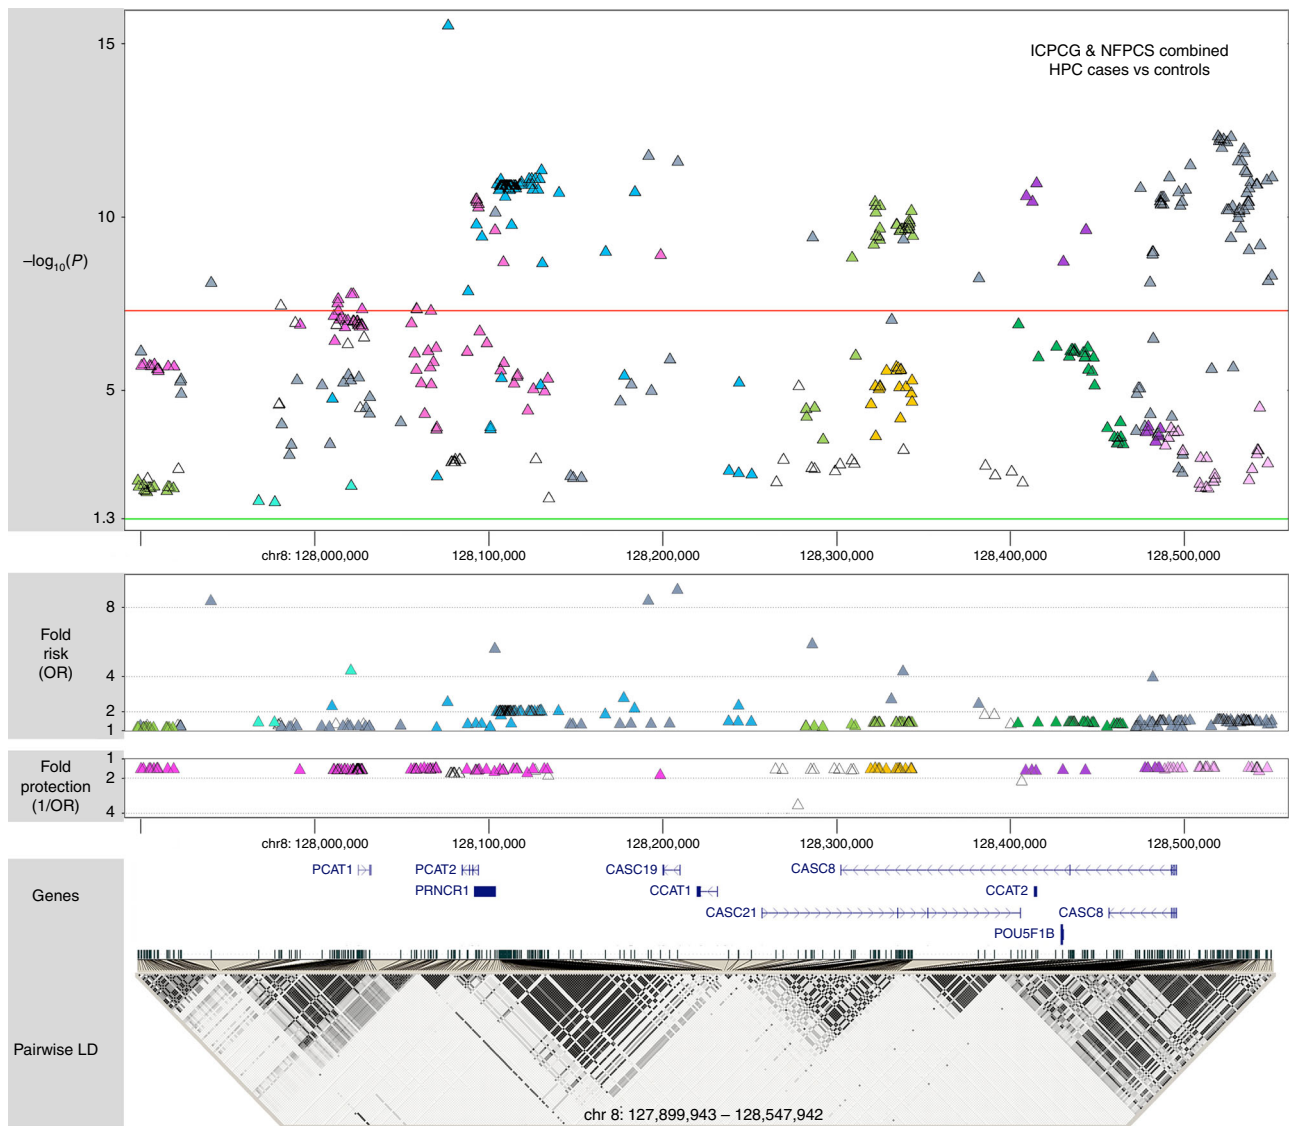 15
ICPCG & NFPCS combined
HPC cases vs controls
10
–log10(P)
5
1.3
chr8: 128,000,000 128,100,000 128,200,000 128,300,000 128,400,000 128,500,000
8
Fold
risk
(OR)
4
2
1
1
Fold
protection
(1/OR)
2
4
chr8: 128,000,000 128,100,000 128,200,000 128,300,000 128,400,000 128,500,000
Genes
PCAT1 PCAT2 CASC19 CASC8
PRNCR1 CCAT1 CCAT2
CASC21 CASC8
POU5F1B
Pairwise LD
chr 8: 127,899,943 – 128,547,942